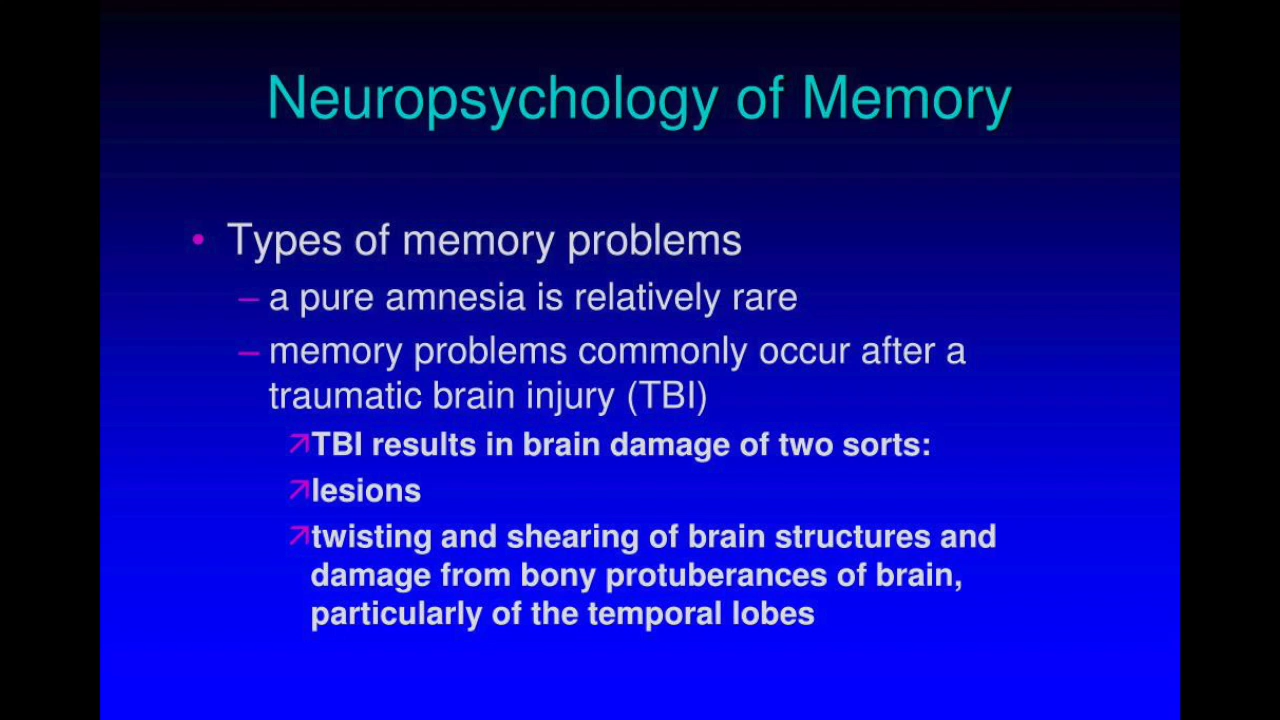 Neuropsychology of Memory
• Types of memory problems
– a pure amnesia is relatively rare
– memory problems commonly occur after a
traumatic brain injury (TBI)
↗TBI results in brain damage of two sorts:
↗lesions
↗twisting and shearing of brain structures and
damage from bony protuberances of brain,
particularly of the temporal lobes